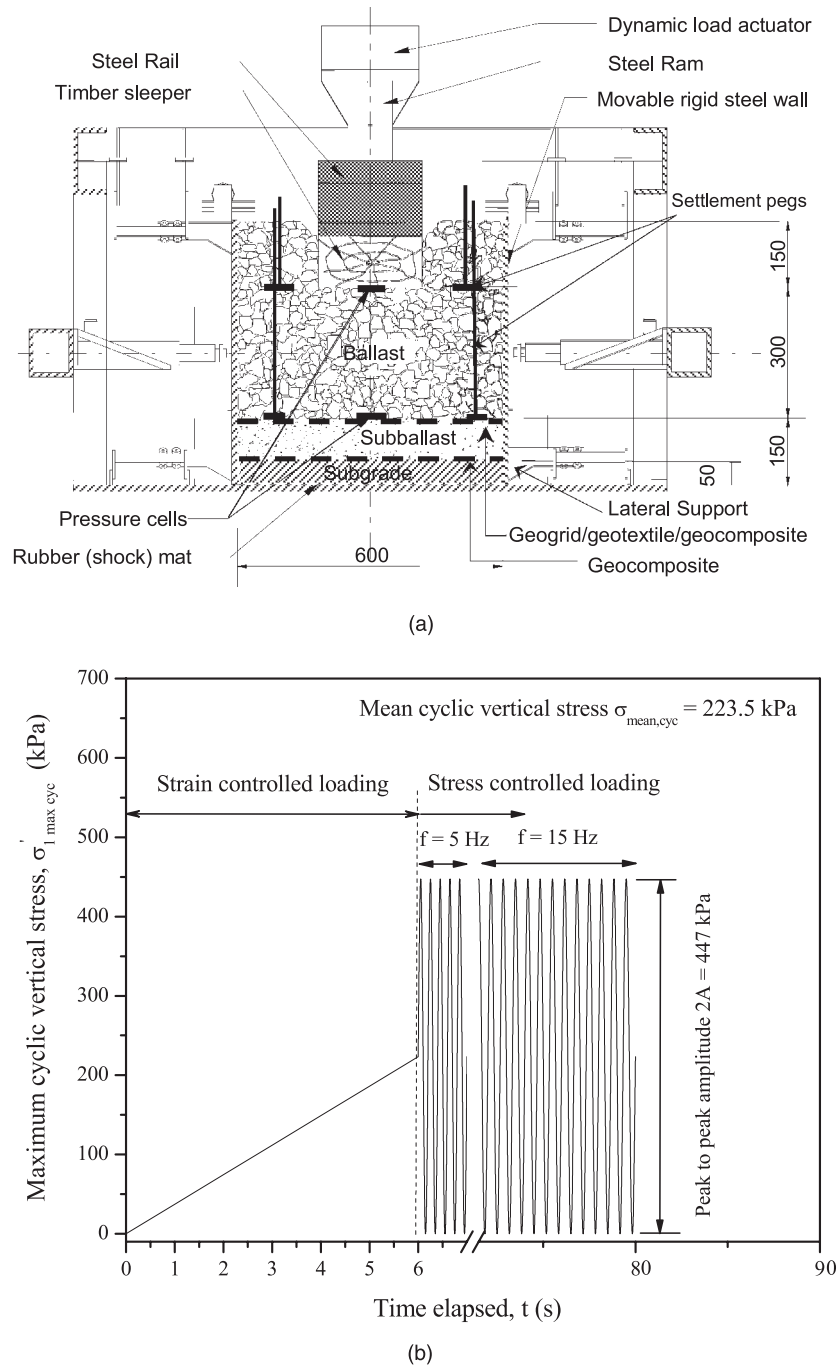 Dynamic load actuator
Steel Rail
Steel Ram
Timber sleeper
Movable rigid steel wall
Settlement pegs
150
Ballast
300
Subballast
150
Subgrade
50
Lateral Support
Pressure cells
Geogrid/geotextile/geocomposite
Rubber (shock) mat
600
Geocomposite
(a)
700
Mean cyclic vertical stress σmean,cyc = 223.5 kPa
600
Strain controlled loading
Stress controlled loading
500
f = 5 Hz
f = 15 Hz
400
300
200
100
0
Maximum cyclic vertical stress, σ'1 max cyc (kPa)
Peak to peak amplitude 2A = 447 kPa
0 1 2 3 4 5 6 80 90
Time elapsed, t (s)
(b)